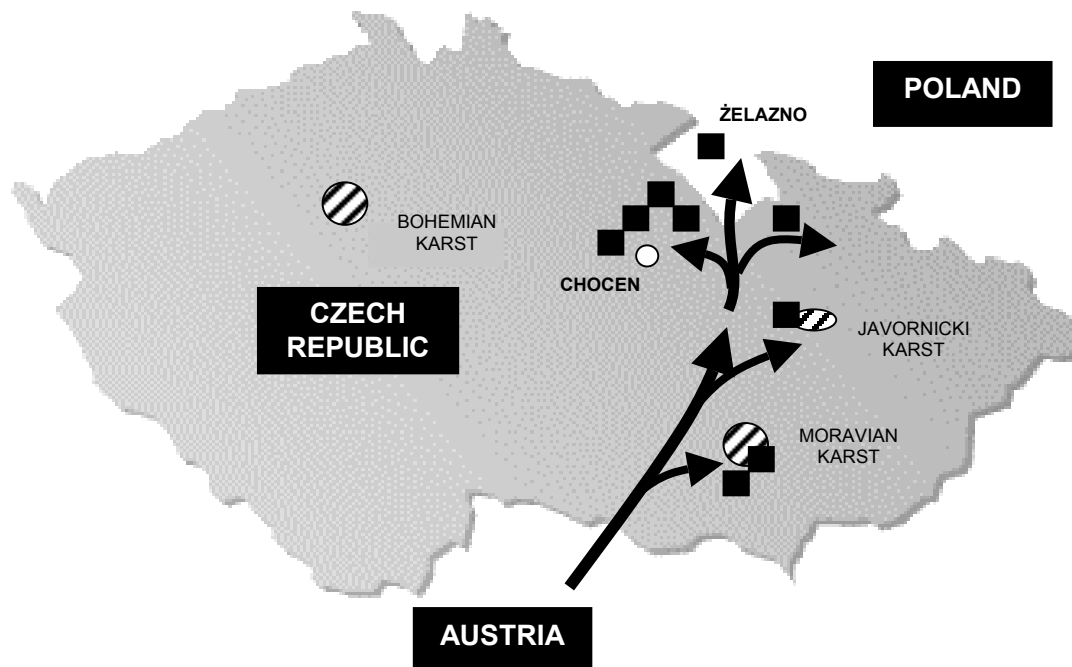 POLAND
ŻELAZNO
BOHEMIAN
KARST
CHOCEN
CZECH
REPUBLIC
JAVORNICKI
KARST
MORAVIAN
KARST
AUSTRIA